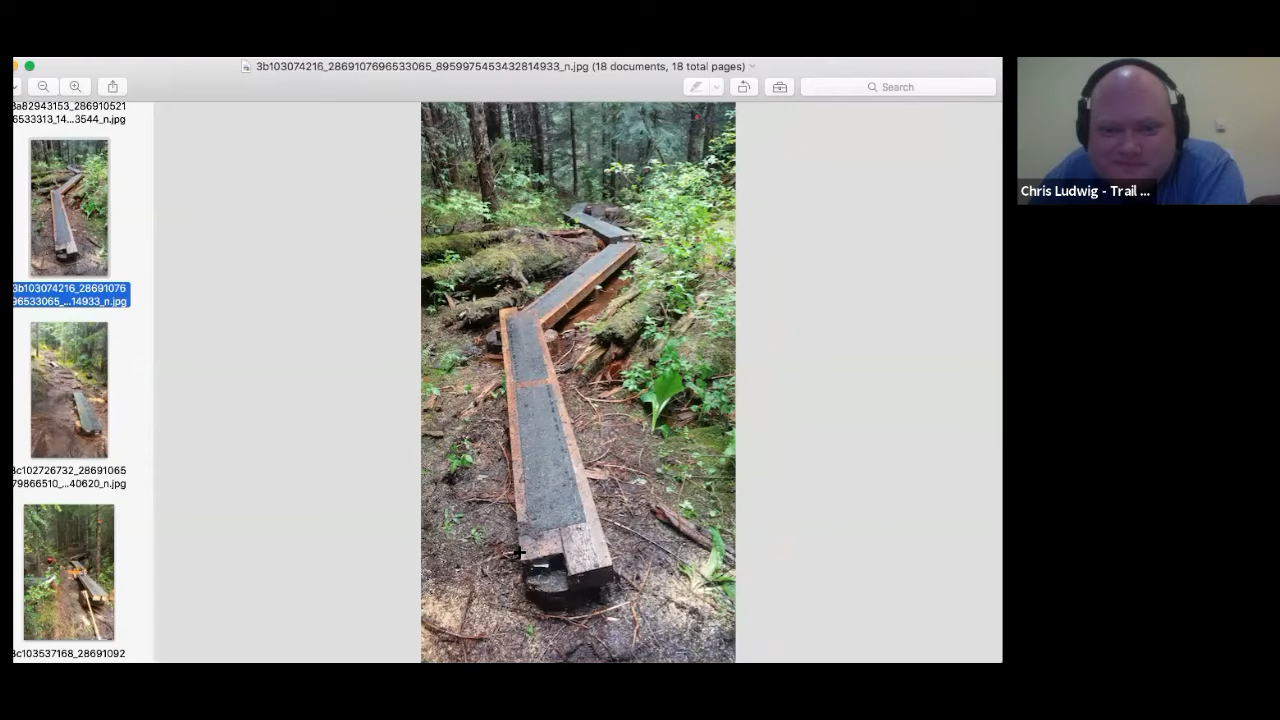 3b103074216_2869107696533065_8959975453432814933_n.jpg (18 documents, 18 total pages)
Search
3a82943153_286910521
6533313_14...3544_n.jpg
3b103074216_28691076
96533065_...14933_n.jpg
3c102726732_28691065
79866510_...40620_n.jpg
3c103537168_28691092
Chris Ludwig - Trail ...